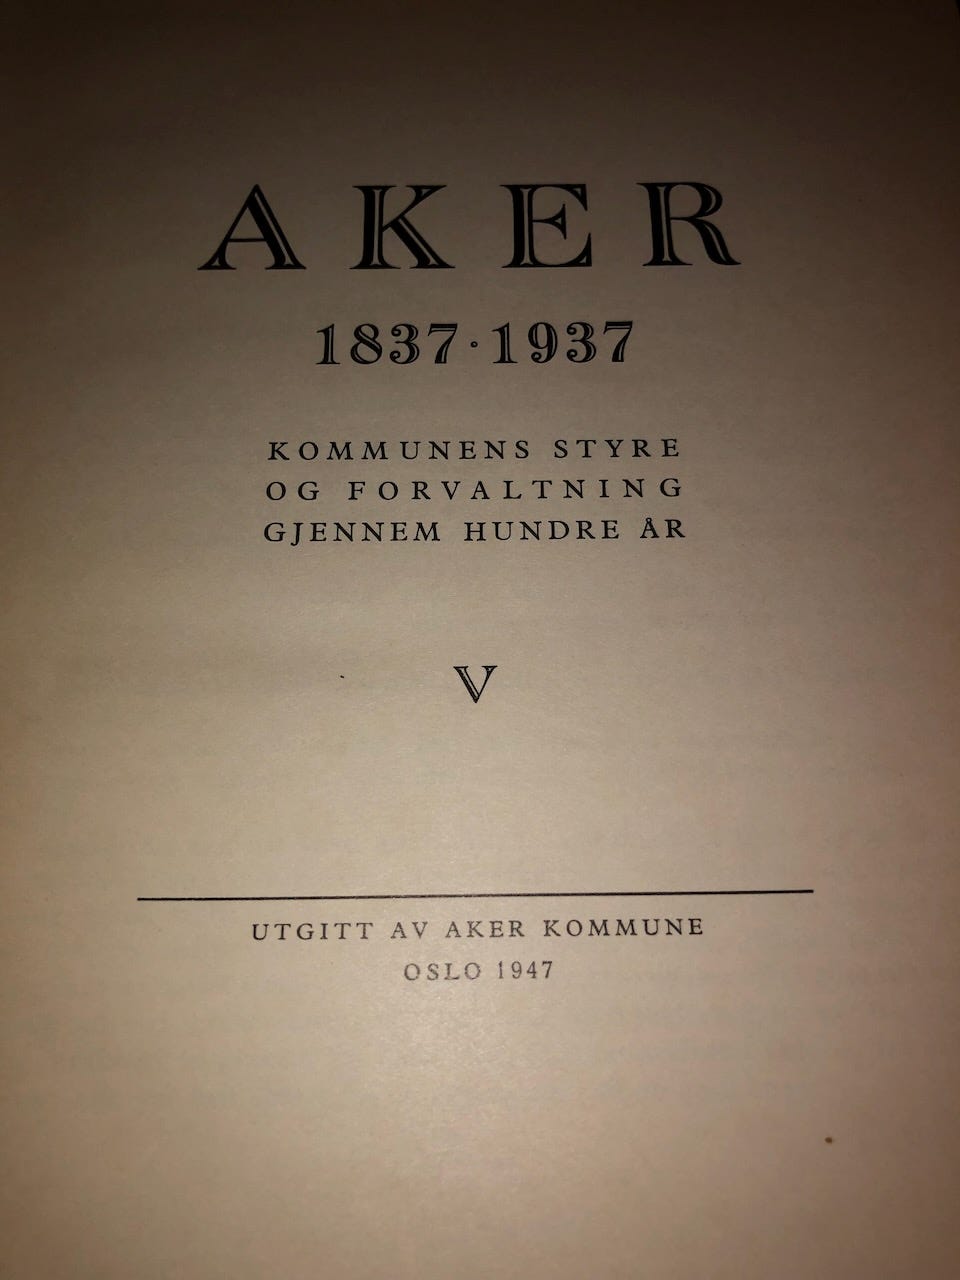 AKER
1837·1937
KOMMUNENS STYRE
OG FORVALTNING
GJENNEM HUNDRE ÅR
V
UTGITT AV AKER KOMMUNE
OSLO 1947